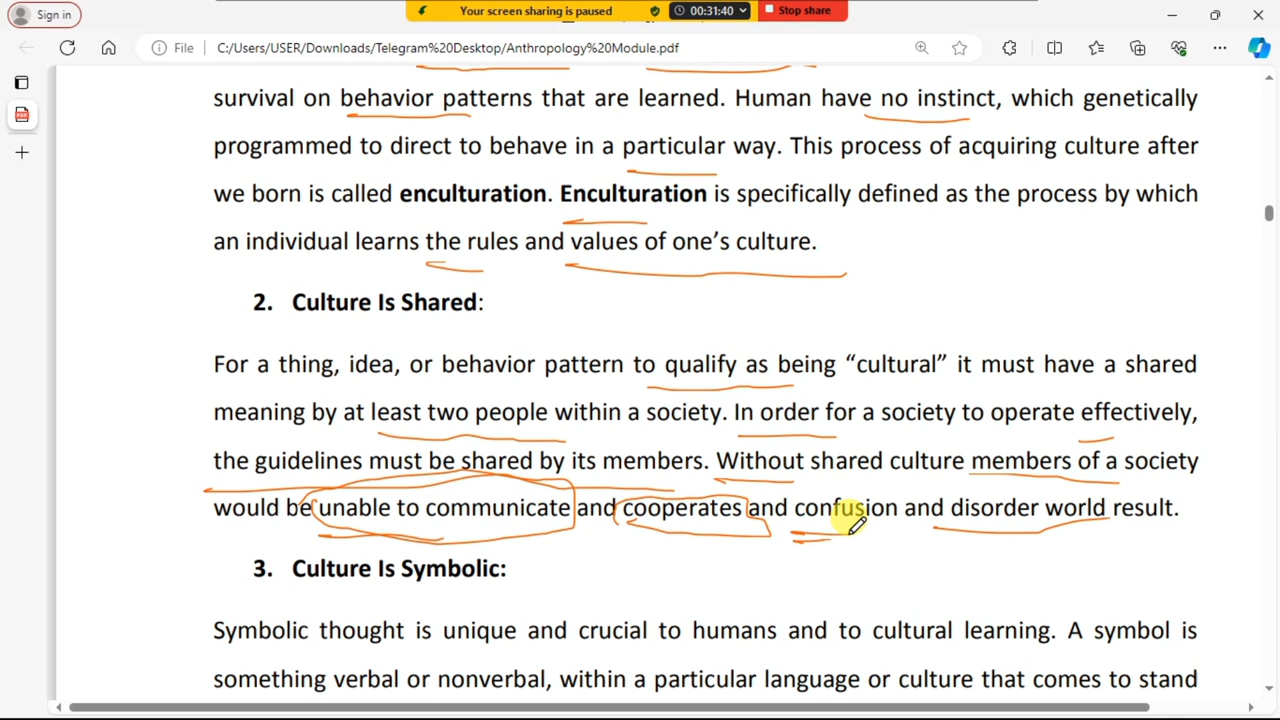 Your screen sharing is paused 00:31:40 Stop share
Sign in
File C:/Users/USER/Downloads/Telegram%20Desktop/Anthropology%20Module.pdf
survival on behavior patterns that are learned. Human have no instinct, which genetically
programmed to direct to behave in a particular way. This process of acquiring culture after
we born is called enculturation. Enculturation is specifically defined as the process by which
an individual learns the rules and values of one’s culture.
2. Culture Is Shared:
For a thing, idea, or behavior pattern to qualify as being “cultural” it must have a shared
meaning by at least two people within a society. In order for a society to operate effectively,
the guidelines must be shared by its members. Without shared culture members of a society
would be unable to communicate and cooperates and confusion and disorder world result.
3. Culture Is Symbolic:
Symbolic thought is unique and crucial to humans and to cultural learning. A symbol is
something verbal or nonverbal, within a particular language or culture that comes to stand